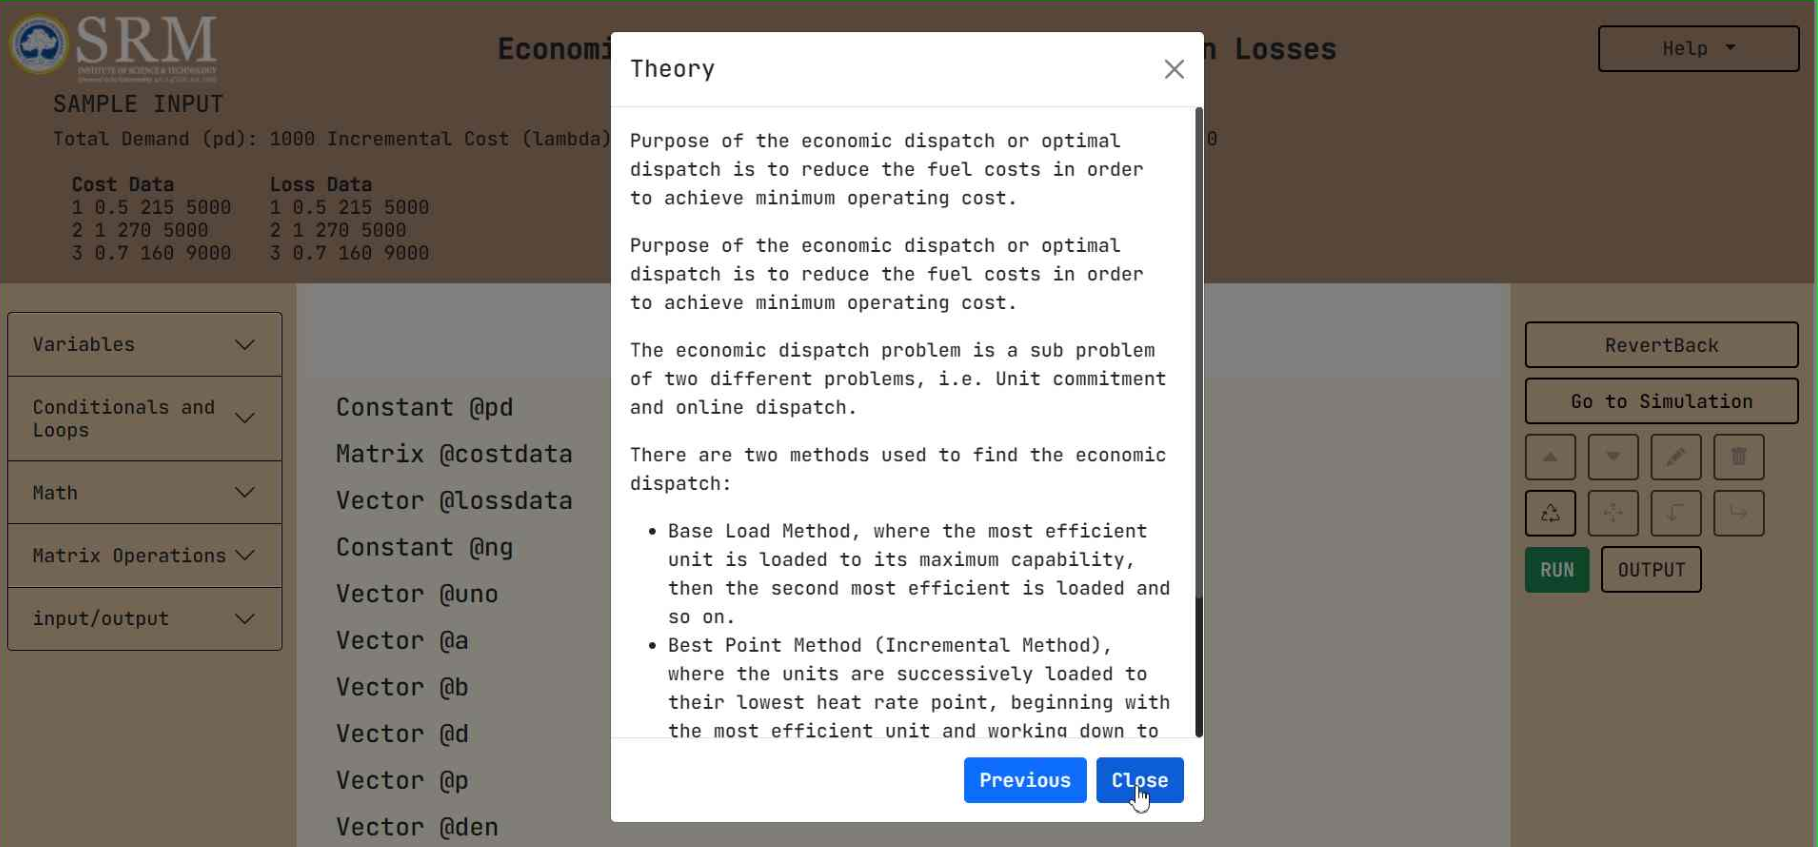 SRM
INSTITUTE OF SCIENCE & TECHNOLOGY
Economi
n Losses
Help
SAMPLE INPUT
Total Demand (pd): 1000 Incremental Cost (lambda)
0
Cost Data
1 0.5 215 5000
2 1 270 5000
3 0.7 160 9000
Loss Data
1 0.5 215 5000
2 1 270 5000
3 0.7 160 9000
Variables
Conditionals and
Loops
Math
Matrix Operations
input/output
Constant @pd
Matrix @costdata
Vector @lossdata
Constant @ng
Vector @uno
Vector @a
Vector @b
Vector @d
Vector @p
Vector @den
Theory
Purpose of the economic dispatch or optimal
dispatch is to reduce the fuel costs in order
to achieve minimum operating cost.
Purpose of the economic dispatch or optimal
dispatch is to reduce the fuel costs in order
to achieve minimum operating cost.
The economic dispatch problem is a sub problem
of two different problems, i.e. Unit commitment
and online dispatch.
There are two methods used to find the economic
dispatch:
• Base Load Method, where the most efficient
unit is loaded to its maximum capability,
then the second most efficient is loaded and
so on.
• Best Point Method (Incremental Method),
where the units are successively loaded to
their lowest heat rate point, beginning with
the most efficient unit and working down to
Previous
Close
RevertBack
Go to Simulation
RUN
OUTPUT